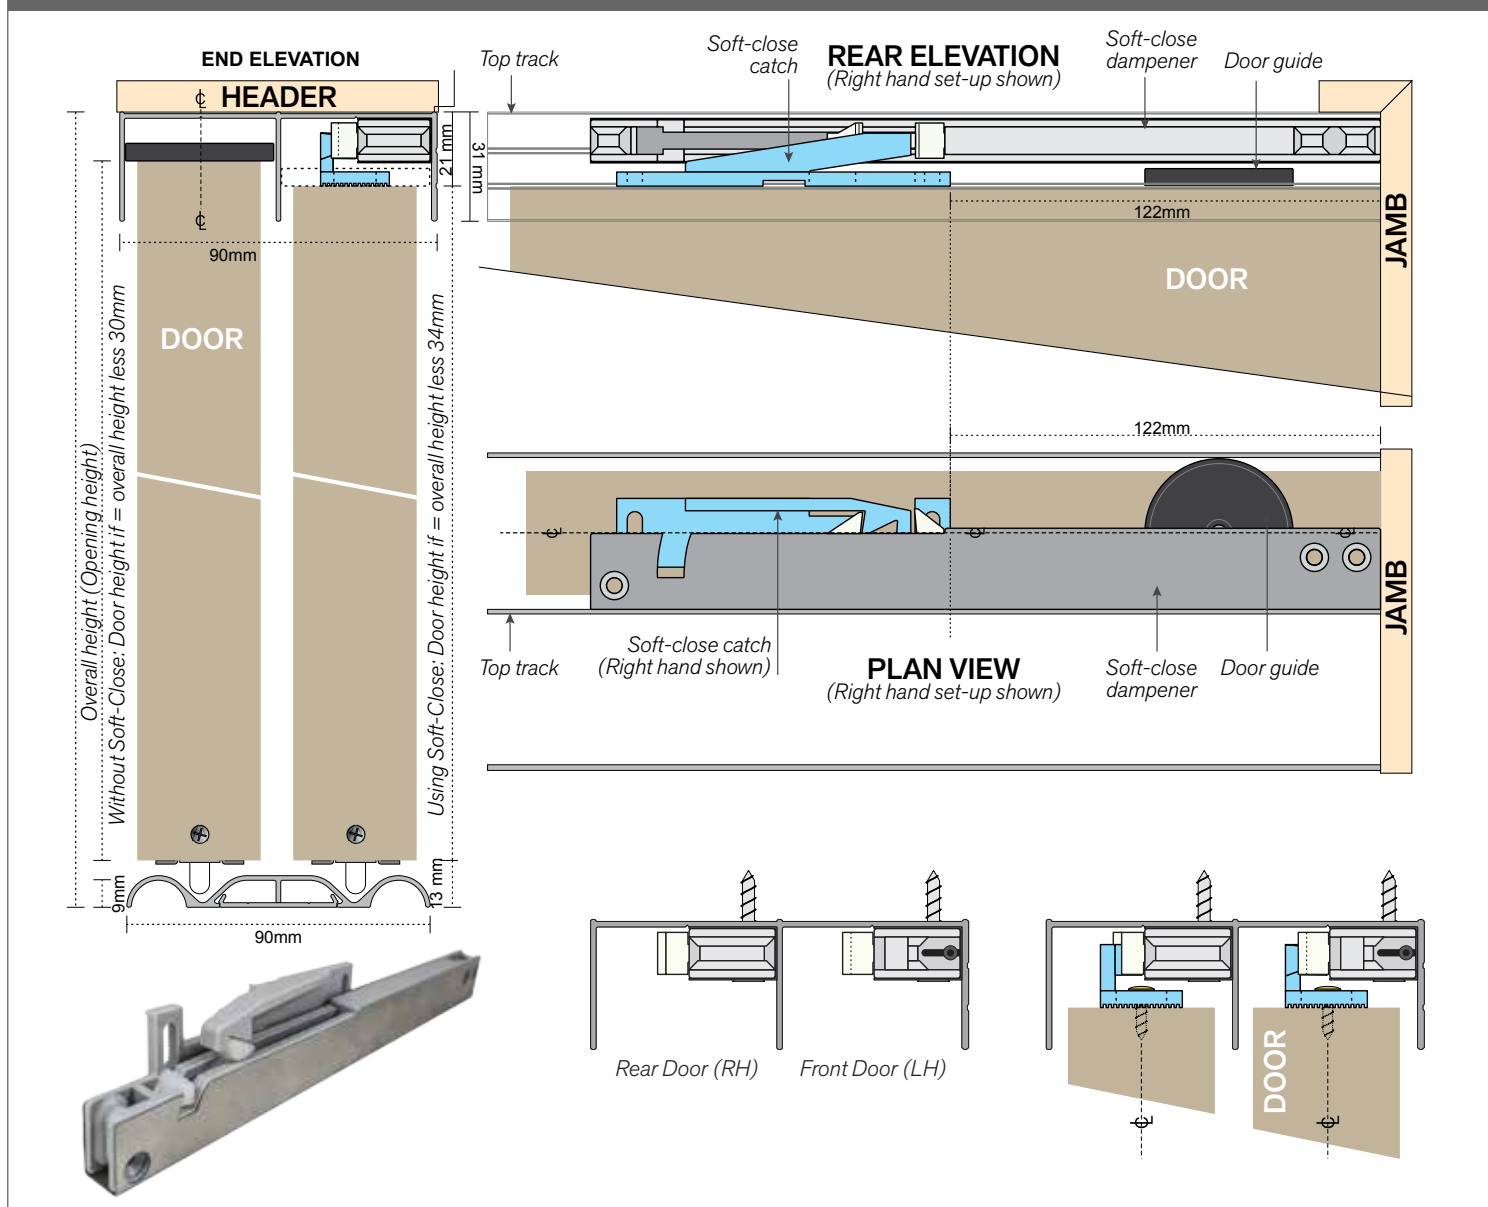 END ELEVATION
HEADER
℄
℄
21 mm
31 mm
90mm
DOOR
Overall height (Opening height)
Without Soft-Close: Door height if = overall height less 30mm
Using Soft-Close: Door height if = overall height less 34mm
9mm
13 mm
90mm
Top track
Soft-close
catch
REAR ELEVATION
(Right hand set-up shown)
Soft-close
dampener
Door guide
122mm
DOOR
JAMB
122mm
℄
℄
℄
JAMB
Top track
Soft-close catch
(Right hand shown)
PLAN VIEW
(Right hand set-up shown)
Soft-close
dampener
Door guide
Rear Door (RH)
Front Door (LH)
DOOR
℄
℄